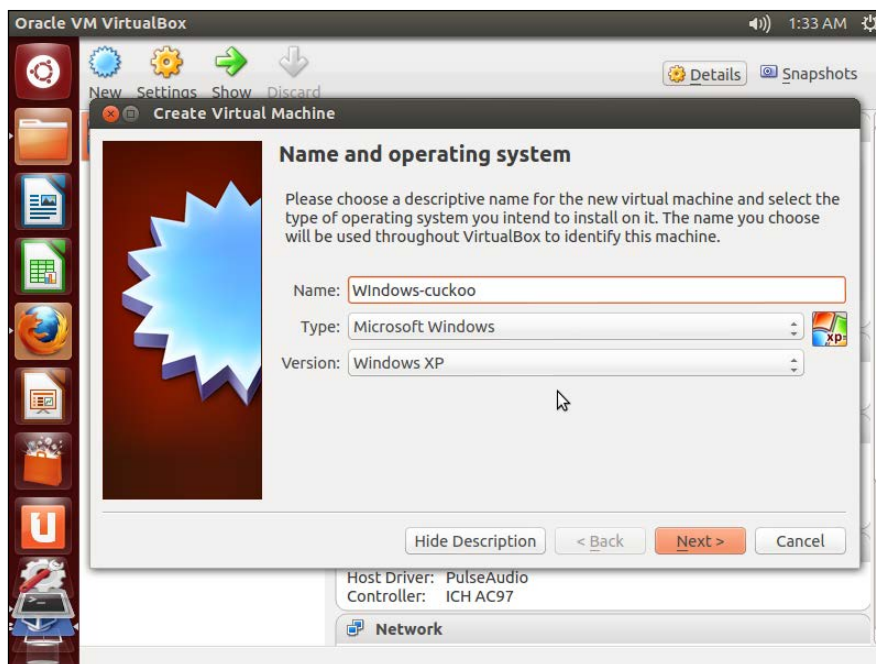 Oracle VM VirtualBox
1:33 AM
New Settings Show Discard
Details Snapshots
Create Virtual Machine
Name and operating system
Please choose a descriptive name for the new virtual machine and select the
type of operating system you intend to install on it. The name you choose
will be used throughout VirtualBox to identify this machine.
Name: WIndows-cuckoo
Type: Microsoft Windows
xp
Version: Windows XP
Hide Description < Back Next > Cancel
Host Driver: PulseAudio
Controller: ICH AC97
Network